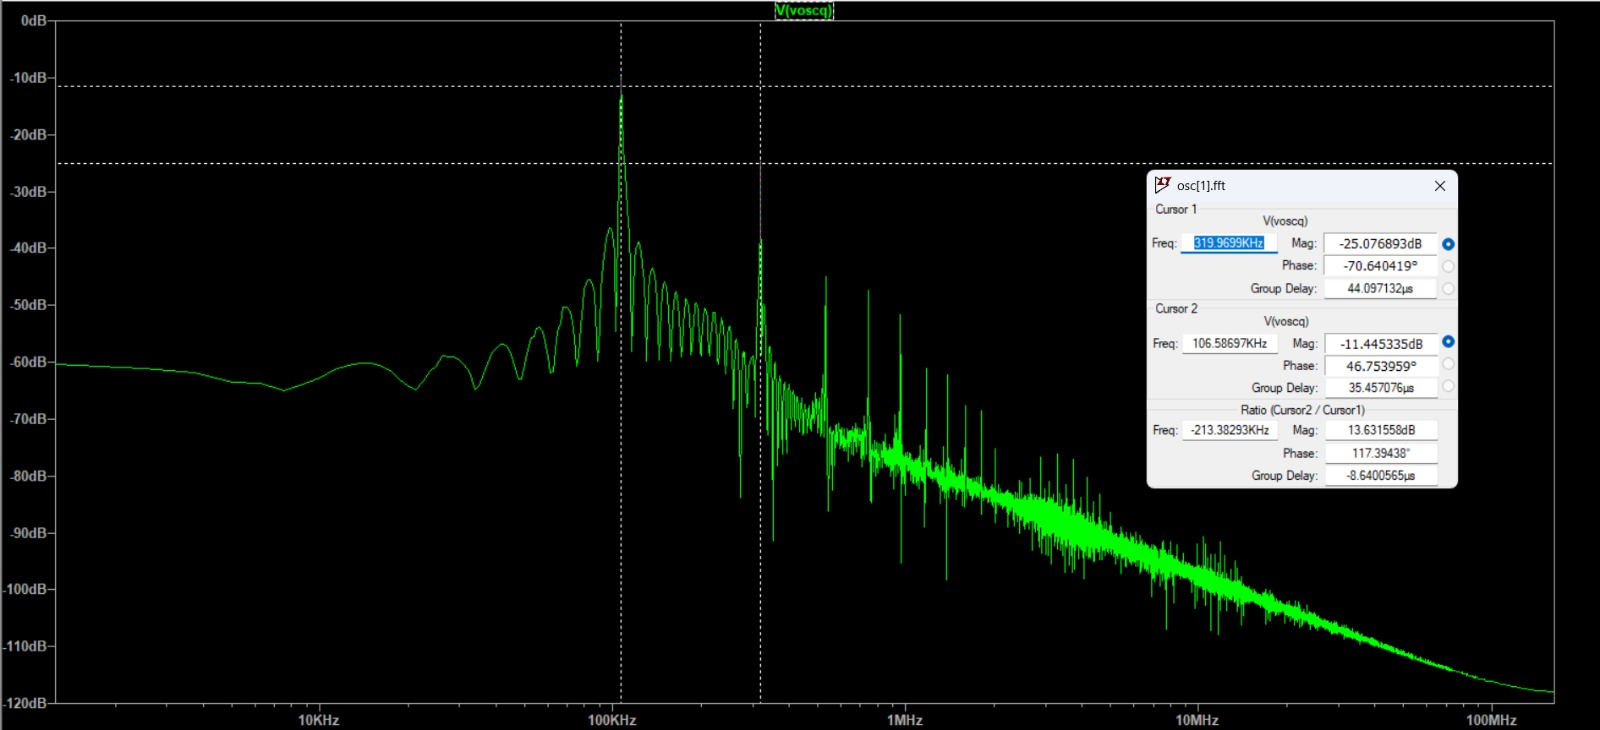 V(voscq)
0dB
-10dB
-20dB
-30dB
-40dB
-50dB
-60dB
-70dB
-80dB
-90dB
-100dB
-110dB
-120dB
10KHz
100KHz
1MHz
10MHz
100MHz
osc[1].fft
Cursor 1
V(voscq)
Freq: 319.9699KHz Mag: -25.076893dB
Phase: -70.640419°
Group Delay: 44.097132µs
Cursor 2
V(voscq)
Freq: 106.58697KHz Mag: -11.445335dB
Phase: 46.753959°
Group Delay: 35.457076µs
Ratio (Cursor2 / Cursor1)
Freq: -213.38293KHz Mag: 13.631558dB
Phase: 117.39438°
Group Delay: -8.6400565µs